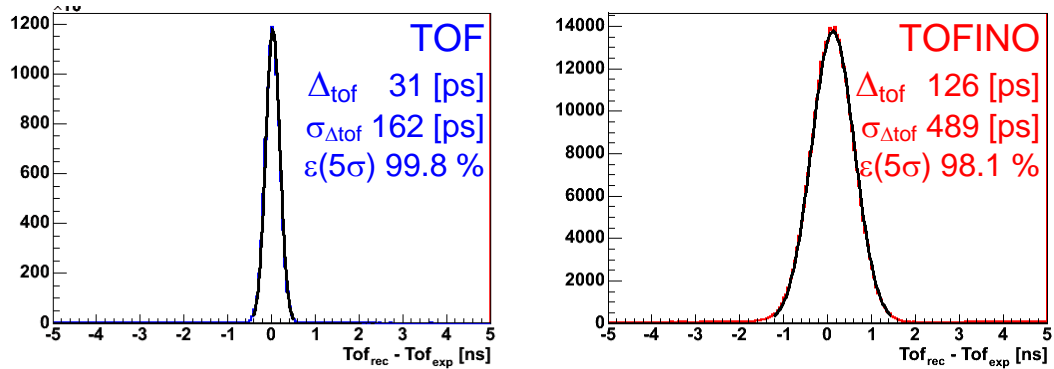 1200
1000
800
600
400
200
0
TOF
Δtof 31 [ps]
σΔtof 162 [ps]
ε(5σ) 99.8 %
-5 -4 -3 -2 -1 0 1 2 3 4 5
Tofrec - Tofexp [ns]
14000
12000
10000
8000
6000
4000
2000
0
TOFINO
Δtof 126 [ps]
σΔtof 489 [ps]
ε(5σ) 98.1 %
-5 -4 -3 -2 -1 0 1 2 3 4 5
Tofrec - Tofexp [ns]